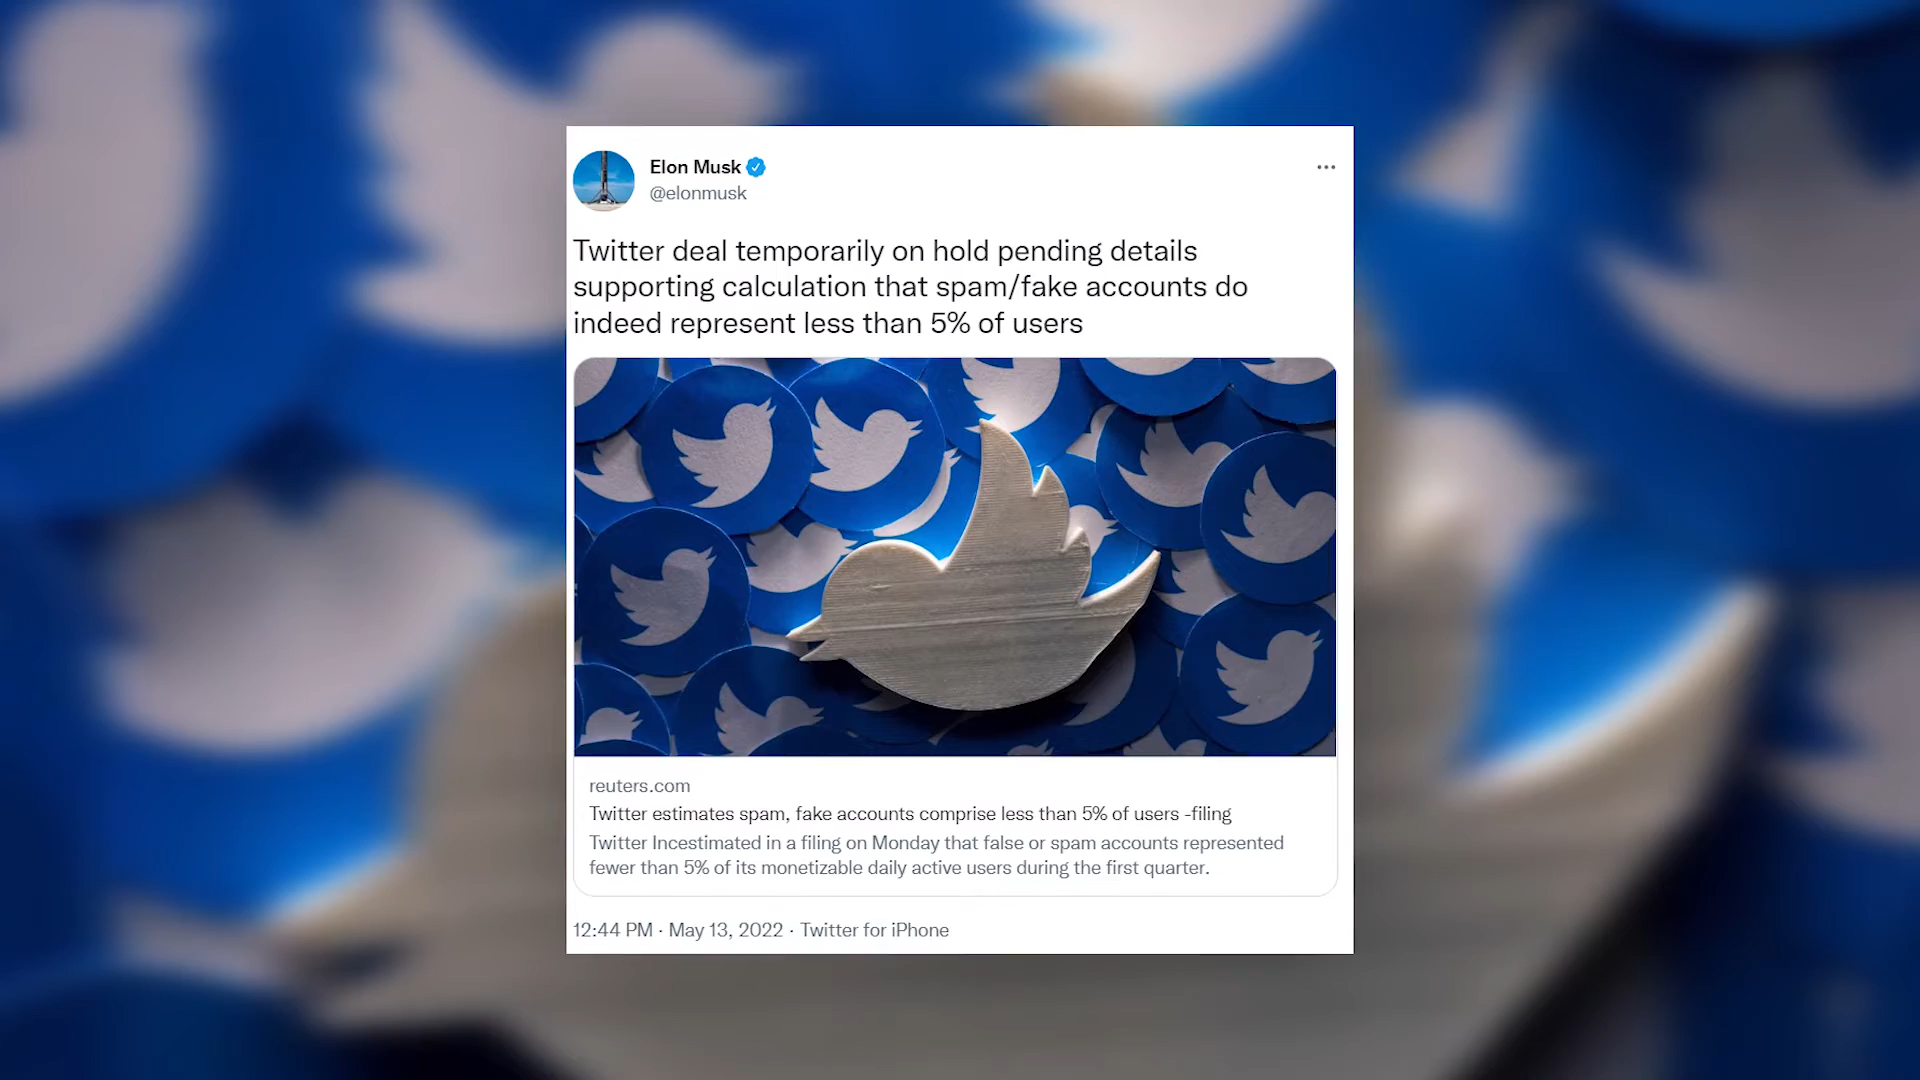 Elon Musk
@elonmusk
Twitter deal temporarily on hold pending details
supporting calculation that spam/fake accounts do
indeed represent less than 5% of users
reuters.com
Twitter estimates spam, fake accounts comprise less than 5% of users -filing
Twitter Incestimated in a filing on Monday that false or spam accounts represented
fewer than 5% of its monetizable daily active users during the first quarter.
12:44 PM · May 13, 2022 · Twitter for iPhone